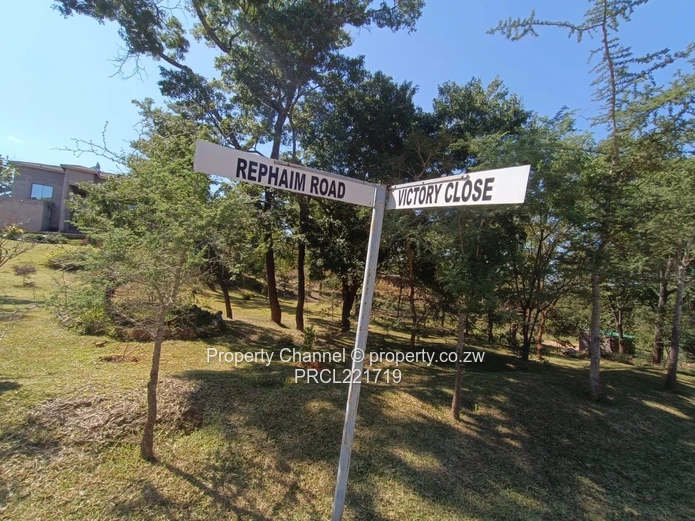 REPHAIM ROAD
VICTORY CLOSE
Property Channel © property.co.zw
PRCL221719